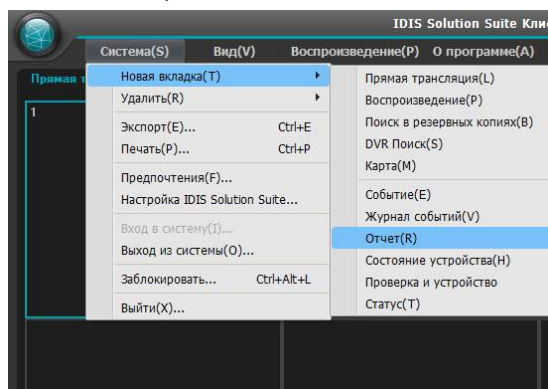 IDIS Solution Suite Кли
Система(S) Вид(V) Воспроизведение(P) О программе(A)
Прямая т
1
Новая вкладка(T)
Удалить(R)
Экспорт(E)... Ctrl+E
Печать(P)... Ctrl+P
Предпочтения(F)...
Настройка IDIS Solution Suite...
Вход в систему(I)...
Выход из системы(O)...
Заблокировать... Ctrl+Alt+L
Выйти(X)...
Прямая трансляция(L)
Воспроизведение(P)
Поиск в резервных копиях(B)
DVR Поиск(S)
Карта(M)
Событие(E)
Журнал событий(V)
Отчет(R)
Состояние устройства(H)
Проверка и устройство
Статус(T)